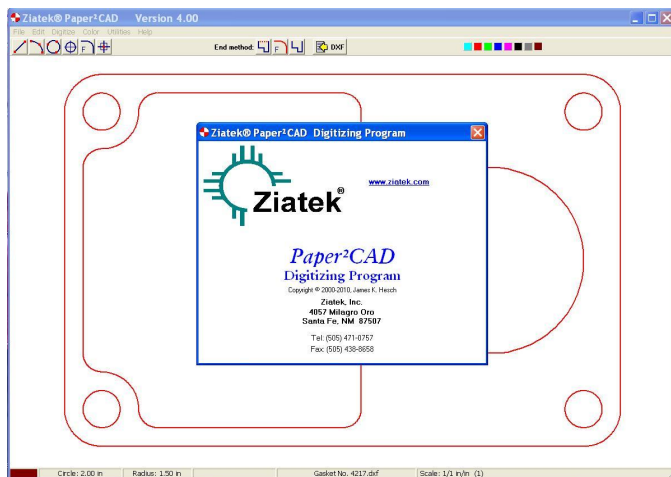 Ziatek® Paper²CAD Version 4.00
File Edit Digitize Color Utilities Help
F End method: F DXF
Ziatek® Paper²CAD Digitizing Program
Ziatek®
www.ziatek.com
Paper²CAD
Digitizing Program
Copyright © 2000-2010, James K. Hesch
Ziatek, Inc.
4057 Milagro Oro
Santa Fe, NM 87507
Tel: (505) 471-0757
Fax: (505) 438-8658
Circle: 2.00 in Radius: 1.50 in Gasket No. 4217.dxf Scale: 1/1 in/in (1)